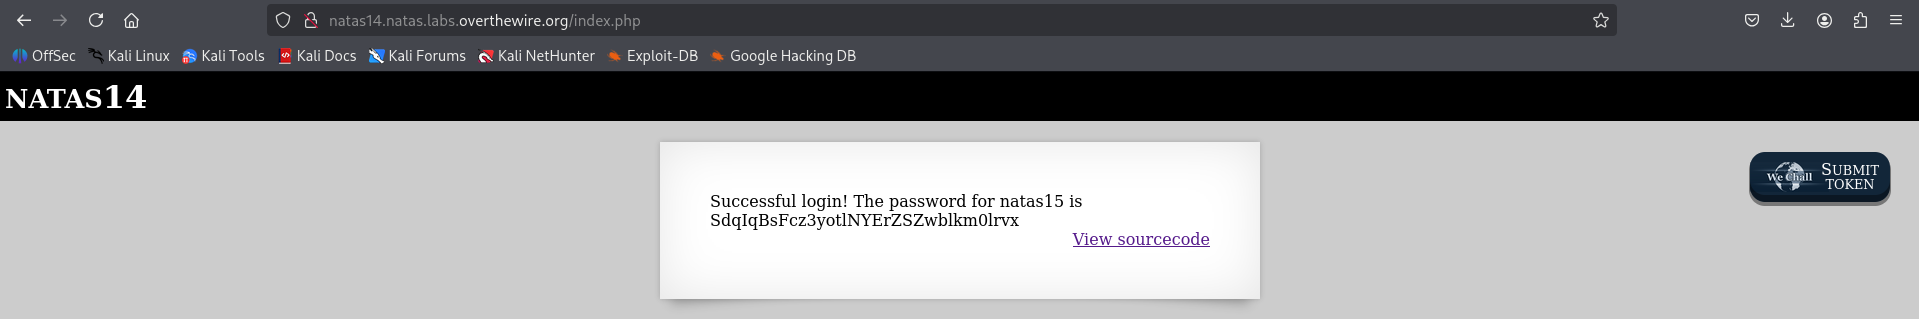 natas14.natas.labs.overthewire.org/index.php
OffSec Kali Linux Kali Tools Kali Docs Kali Forums Kali NetHunter Exploit-DB Google Hacking DB
NATAS14
We Chall SUBMIT
TOKEN
Successful login! The password for natas15 is
SdqIqBsFcz3yotlNYErZSZwblkm0lrvx
View sourcecode